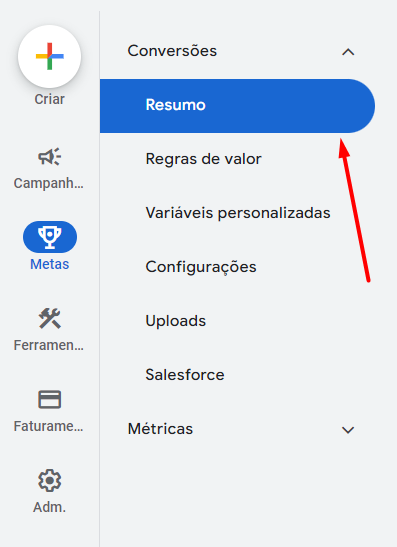 Criar
Campanh...
Metas
Ferramen...
Faturame...
Adm.
Conversões
Resumo
Regras de valor
Variáveis personalizadas
Configurações
Uploads
Salesforce
Métricas